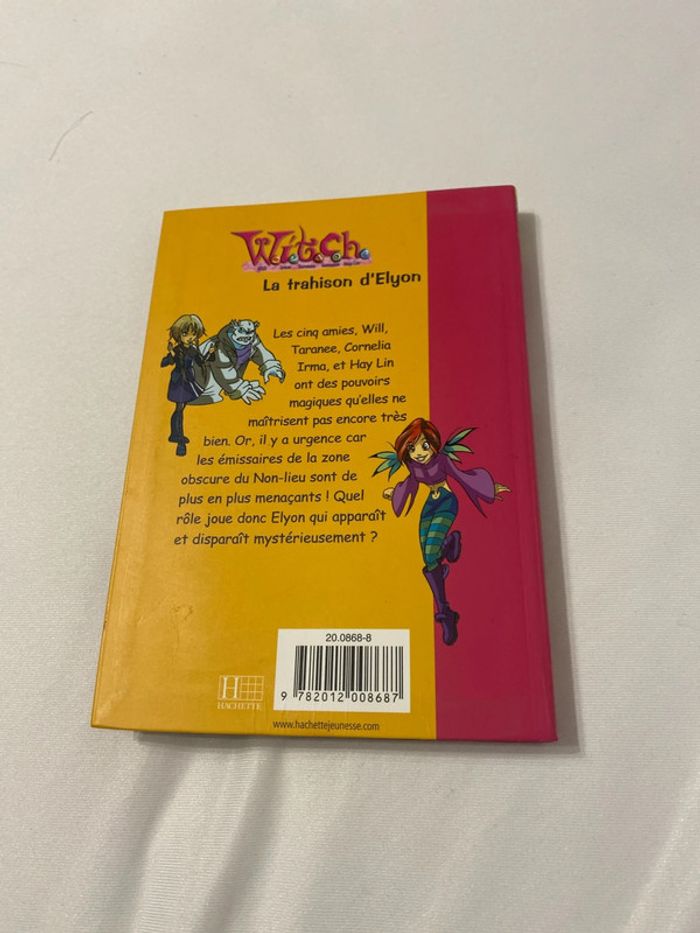 W.i.t.c.h.
La trahison d'Elyon
Les cinq amies, Will,
Taranee, Cornelia
Irma, et Hay Lin
ont des pouvoirs
magiques qu'elles ne
maîtrisent pas encore très
bien. Or, il y a urgence car
les émissaires de la zone
obscure du Non-lieu sont de
plus en plus menaçants ! Quel
rôle joue donc Elyon qui apparaît
et disparaît mystérieusement ?
20.0868-8
9 782012 008687
H
HACHETTE
www.hachettejeunesse.com